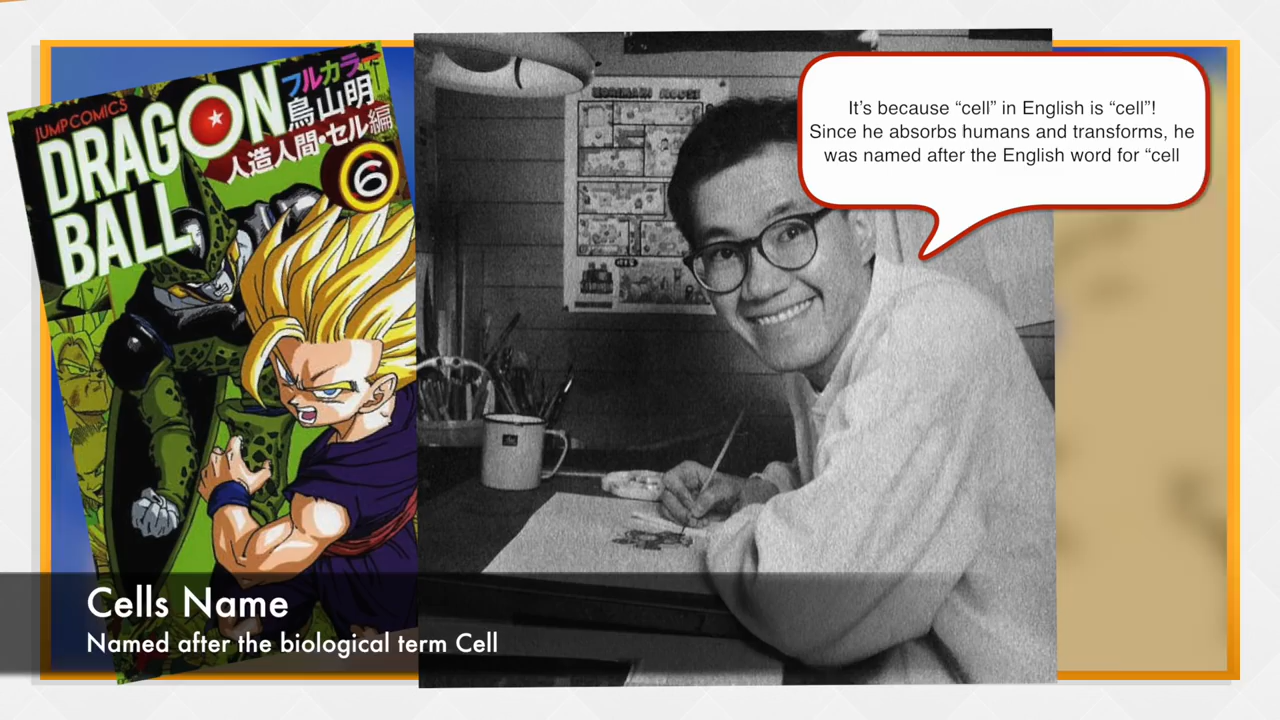 JUMP COMICS
DRAGON
BALL
フルカラー
鳥山明
人造人間・セル編
6
It’s because “cell” in English is “cell”!
Since he absorbs humans and transforms, he
was named after the English word for “cell
Cells Name
Named after the biological term Cell